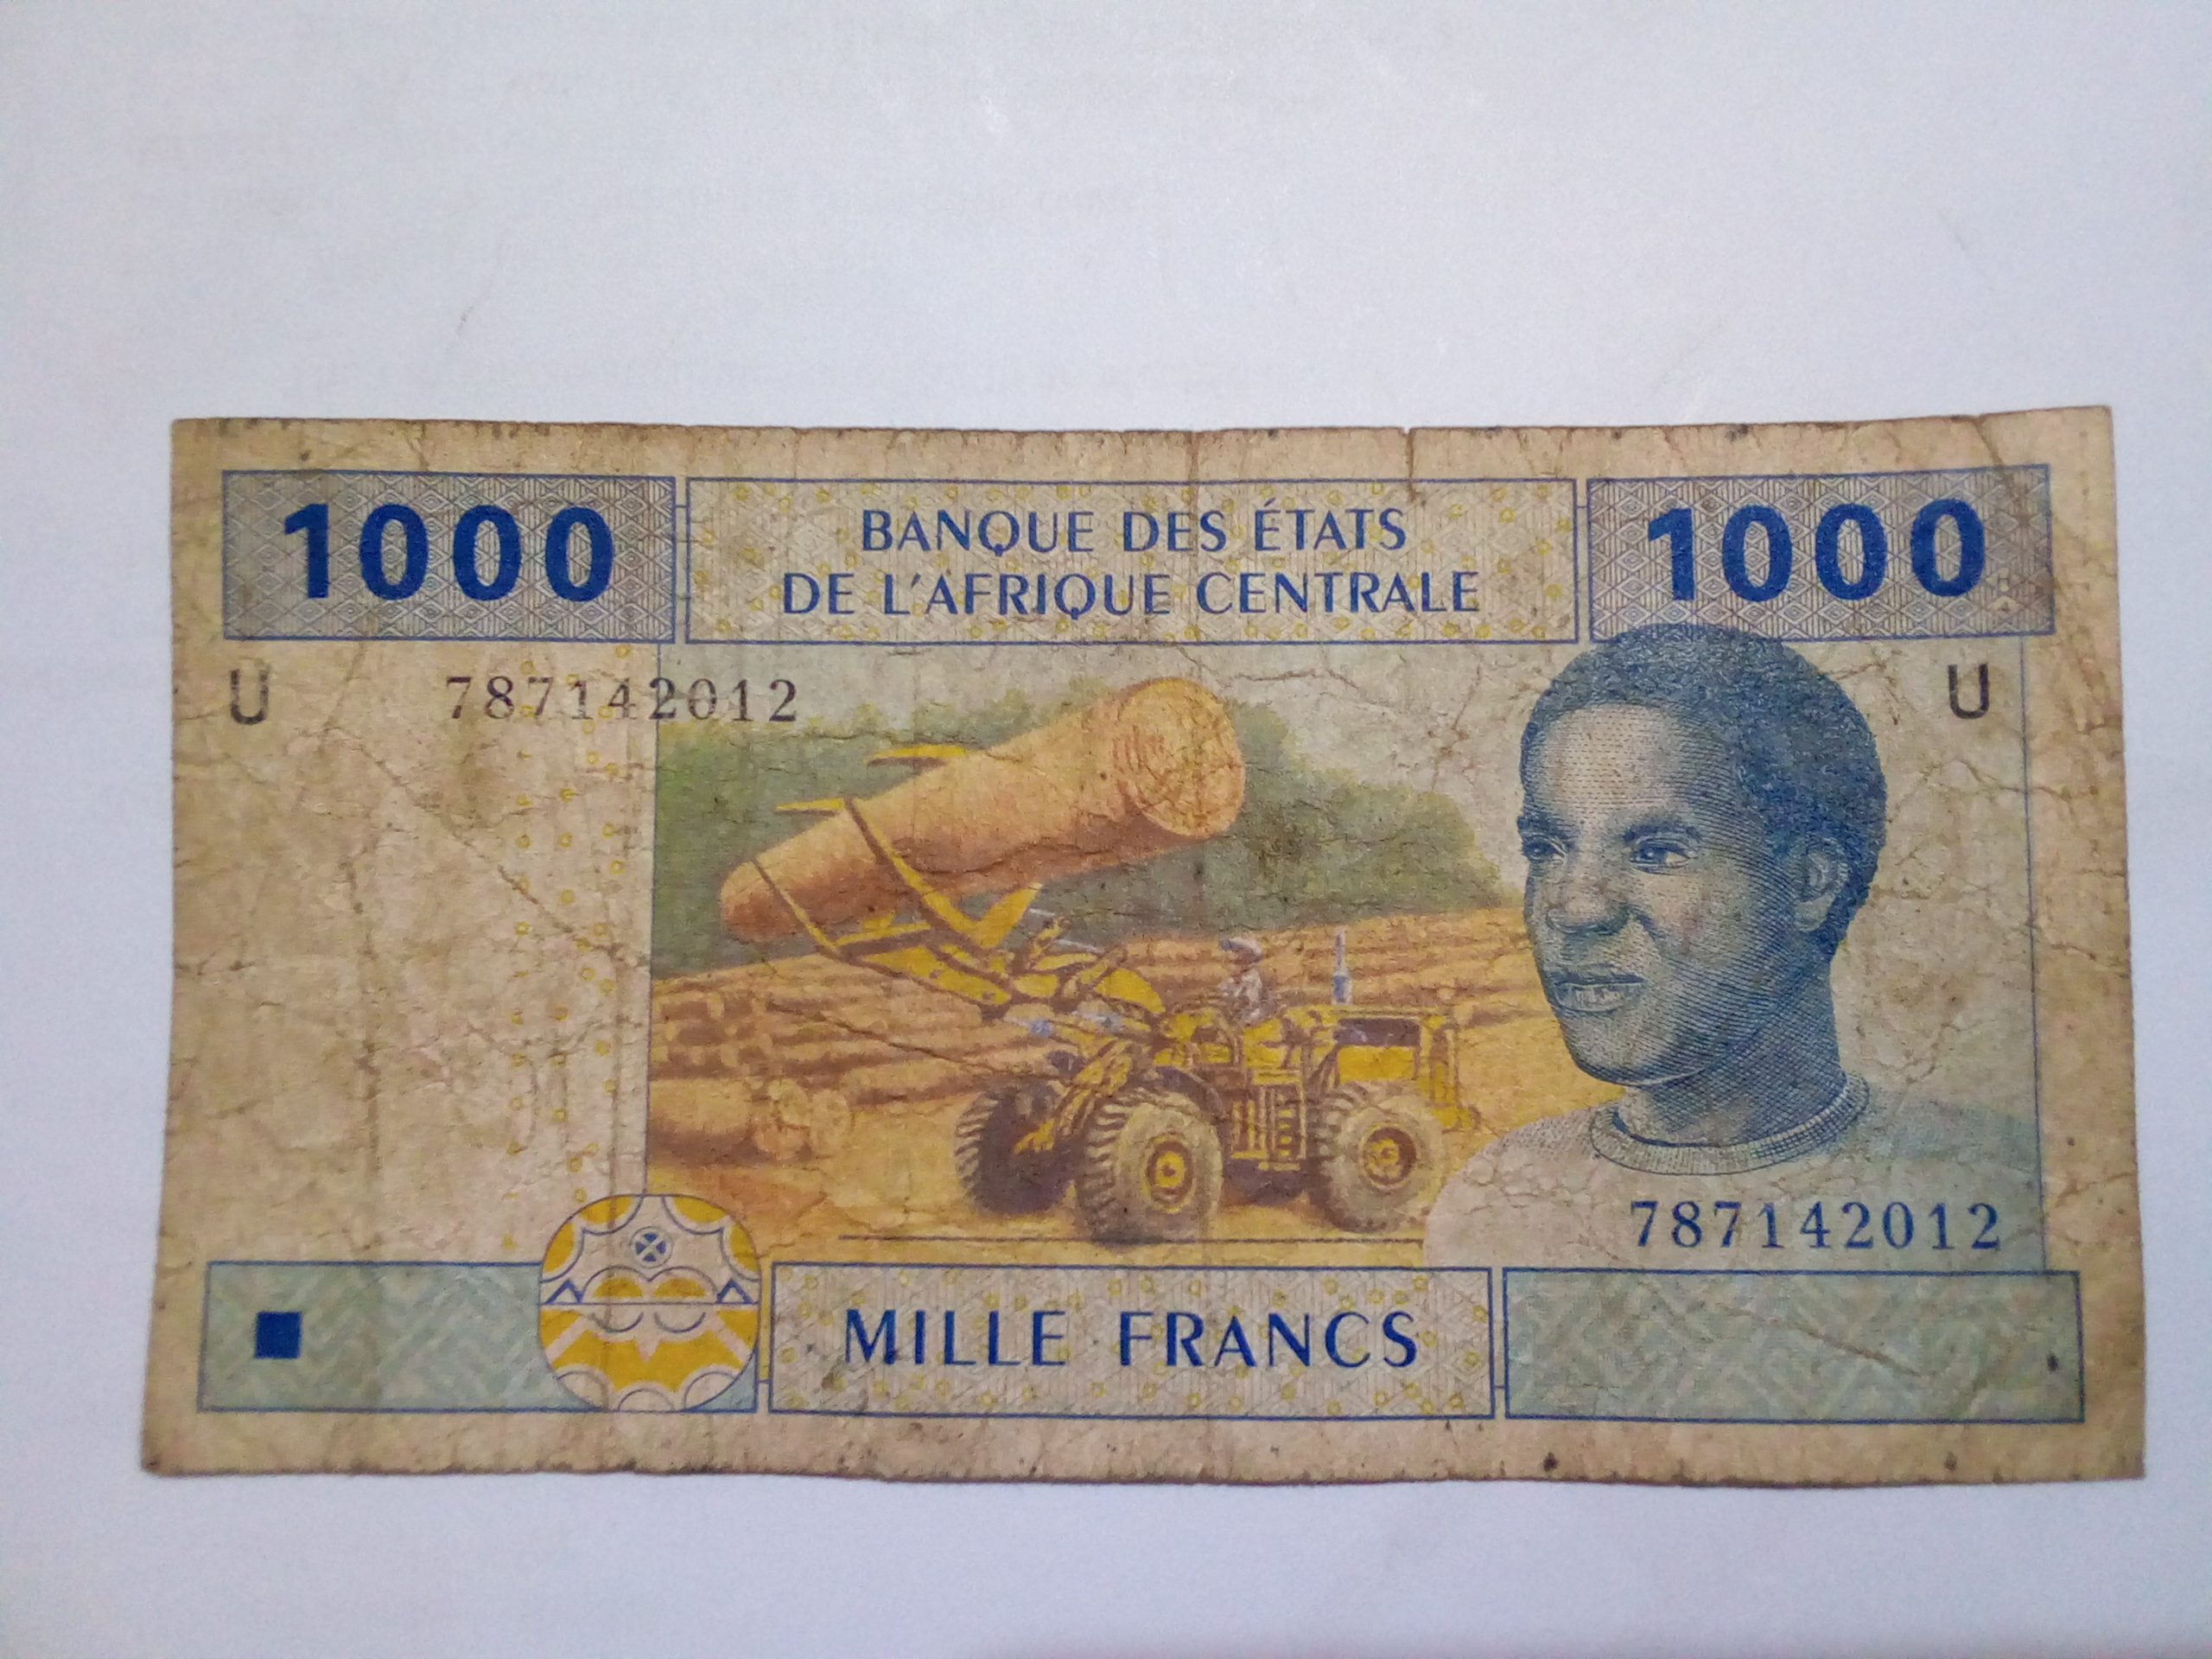 1000
BANQUE DES ÉTATS
DE L'AFRIQUE CENTRALE
1000
U
787142012
U
787142012
MILLE FRANCS